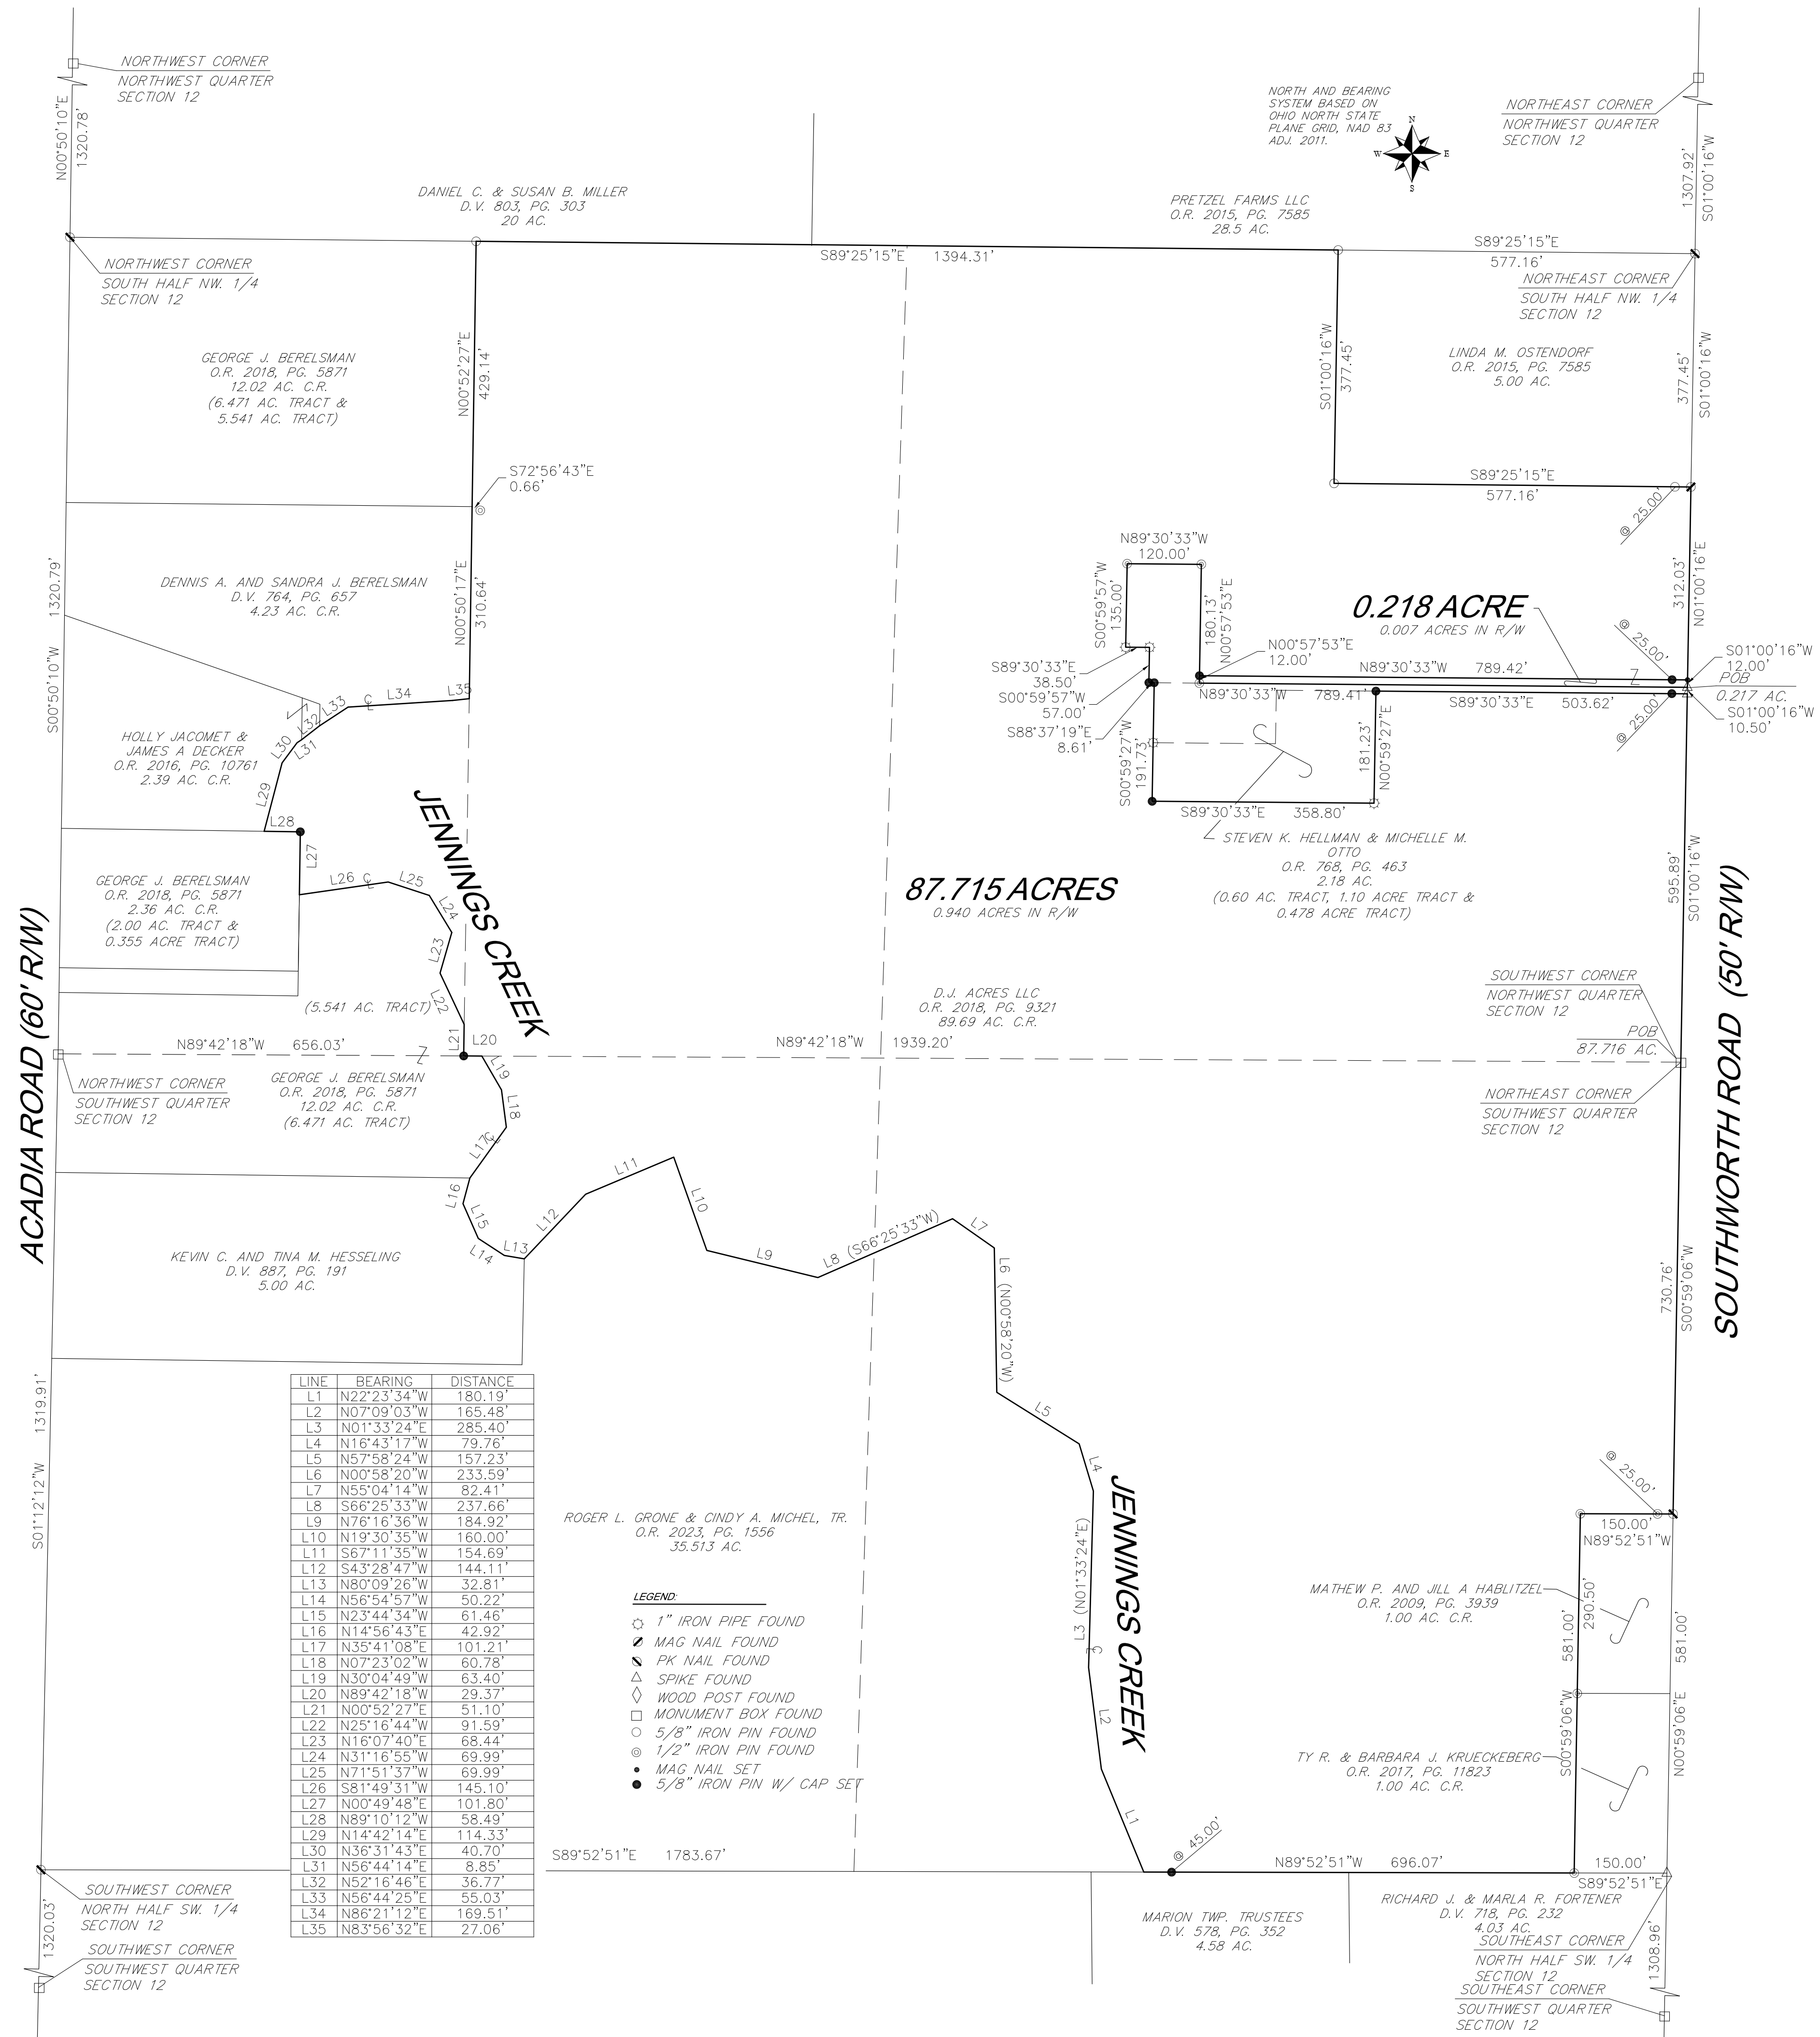 NORTHWEST CORNER
NORTHWEST QUARTER
SECTION 12
N00°50'10"E
1320.78'
NORTH AND BEARING
SYSTEM BASED ON
OHIO NORTH STATE
PLANE GRID, NAD 83
ADJ. 2011.
N
W E
S
NORTHEAST CORNER
NORTHWEST QUARTER
SECTION 12
1307.92'
S01°00'16"W
DANIEL C. & SUSAN B. MILLER
D.V. 803, PG. 303
20 AC.
PRETZEL FARMS LLC
O.R. 2015, PG. 7585
28.5 AC.
S89°25'15"E 1394.31'
S89°25'15"E
577.16'
NORTHWEST CORNER
SOUTH HALF NW. 1/4
SECTION 12
NORTHEAST CORNER
SOUTH HALF NW. 1/4
SECTION 12
GEORGE J. BERELSMAN
O.R. 2018, PG. 5871
12.02 AC. C.R.
(6.471 AC. TRACT &
5.541 AC. TRACT)
N00°52'27"E
429.14'
S01°00'16"W
377.45'
LINDA M. OSTENDORF
O.R. 2015, PG. 7585
5.00 AC.
377.45'
S01°00'16"W
S72°56'43"E
0.66'
S89°25'15"E
577.16'
@ 25.00'
S00°50'10"W 1320.79'
DENNIS A. AND SANDRA J. BERELSMAN
D.V. 764, PG. 657
4.23 AC. C.R.
N00°50'17"E
310.64'
N89°30'33"W
120.00'
S00°59'57"W
135.00'
180.13'
N00°57'53"E
0.218 ACRE
0.007 ACRES IN R/W
312.03'
N01°00'16"E
@ 25.00'
N00°57'53"E
12.00'
S89°30'33"E
38.50'
S00°59'57"W
57.00'
N89°30'33"W 789.42'
S01°00'16"W
12.00'
POB
0.217 AC.
N89°30'33"W 789.41'
S89°30'33"E 503.62'
S01°00'16"W
10.50'
@ 25.00'
S88°37'19"E
8.61'
S00°59'27"W
191.73'
181.23'
N00°59'27"E
S89°30'33"E 358.80'
L35
L34
L33
L32
L31
L30
L29
L28
L27
HOLLY JACOMET &
JAMES A DECKER
O.R. 2016, PG. 10761
2.39 AC. C.R.
JENNINGS CREEK
STEVEN K. HELLMAN & MICHELLE M.
OTTO
O.R. 768, PG. 463
2.18 AC.
(0.60 AC. TRACT, 1.10 ACRE TRACT &
0.478 ACRE TRACT)
GEORGE J. BERELSMAN
O.R. 2018, PG. 5871
2.36 AC. C.R.
(2.00 AC. TRACT &
0.355 ACRE TRACT)
L26
L25
L24
L23
L22
L21
L20
87.715 ACRES
0.940 ACRES IN R/W
595.89'
S01°00'16"W
ACADIA ROAD (60' R/W)
SOUTHWORTH ROAD (50' R/W)
(5.541 AC. TRACT)
D.J. ACRES LLC
O.R. 2018, PG. 9321
89.69 AC. C.R.
SOUTHWEST CORNER
NORTHWEST QUARTER
SECTION 12
POB
87.716 AC.
N89°42'18"W 656.03'
N89°42'18"W 1939.20'
NORTHWEST CORNER
SOUTHWEST QUARTER
SECTION 12
GEORGE J. BERELSMAN
O.R. 2018, PG. 5871
12.02 AC. C.R.
(6.471 AC. TRACT)
NORTHEAST CORNER
SOUTHWEST QUARTER
SECTION 12
L19
L18
L17
L16
L15
L14
L13
L12
L11
L10
L9
L8 (S66°25'33"W)
L7
L6 (N00°58'20"W)
L5
L4
KEVIN C. AND TINA M. HESSELING
D.V. 887, PG. 191
5.00 AC.
730.76'
S00°59'06"W
S01°12'12"W 1319.91'
LINE BEARING DISTANCE
L1 N22°23'34"W 180.19'
L2 N07°09'03"W 165.48'
L3 N01°33'24"E 285.40'
L4 N16°43'17"W 79.76'
L5 N57°58'24"W 157.23'
L6 N00°58'20"W 233.59'
L7 N55°04'14"W 82.41'
L8 S66°25'33"W 237.66'
L9 N76°16'36"W 184.92'
L10 N19°30'35"W 160.00'
L11 S67°11'35"W 154.69'
L12 S43°28'47"W 144.11'
L13 N80°09'26"W 32.81'
L14 N56°54'57"W 50.22'
L15 N23°44'34"W 61.46'
L16 N14°56'43"E 42.92'
L17 N35°41'08"E 101.21'
L18 N07°23'02"W 60.78'
L19 N30°04'49"W 63.40'
L20 N89°42'18"W 29.37'
L21 N00°52'27"E 51.10'
L22 N25°16'44"W 91.59'
L23 N16°07'40"E 68.44'
L24 N31°16'55"W 69.99'
L25 N71°51'37"W 69.99'
L26 S81°49'31"W 145.10'
L27 N00°49'48"E 101.80'
L28 N89°10'12"W 58.49'
L29 N14°42'14"E 114.33'
L30 N36°31'43"E 40.70'
L31 N56°44'14"E 8.85'
L32 N52°16'46"E 36.77'
L33 N56°44'25"E 55.03'
L34 N86°21'12"E 169.51'
L35 N83°56'32"E 27.06'
ROGER L. GRONE & CINDY A. MICHEL, TR.
O.R. 2023, PG. 1556
35.513 AC.
LEGEND:
1" IRON PIPE FOUND
MAG NAIL FOUND
PK NAIL FOUND
SPIKE FOUND
WOOD POST FOUND
MONUMENT BOX FOUND
5/8" IRON PIN FOUND
1/2" IRON PIN FOUND
MAG NAIL SET
5/8" IRON PIN W/ CAP SET
L3 (N01°33'24"E)
L2
L1
JENNINGS CREEK
@ 25.00'
150.00'
N89°52'51"W
MATHEW P. AND JILL A HABLITZEL
O.R. 2009, PG. 3939
1.00 AC. C.R.
290.50'
581.00'
S00°59'06"W
581.00'
N00°59'06"E
TY R. & BARBARA J. KRUECKEBERG
O.R. 2017, PG. 11823
1.00 AC. C.R.
@ 45.00'
S89°52'51"E 1783.67'
N89°52'51"W 696.07'
150.00'
S89°52'51"E
SOUTHWEST CORNER
NORTH HALF SW. 1/4
SECTION 12
1320.03'
SOUTHWEST CORNER
SOUTHWEST QUARTER
SECTION 12
MARION TWP. TRUSTEES
D.V. 578, PG. 352
4.58 AC.
RICHARD J. & MARLA R. FORTENER
D.V. 718, PG. 232
4.03 AC.
SOUTHEAST CORNER
NORTH HALF SW. 1/4
SECTION 12
1308.96'
SOUTHEAST CORNER
SOUTHWEST QUARTER
SECTION 12